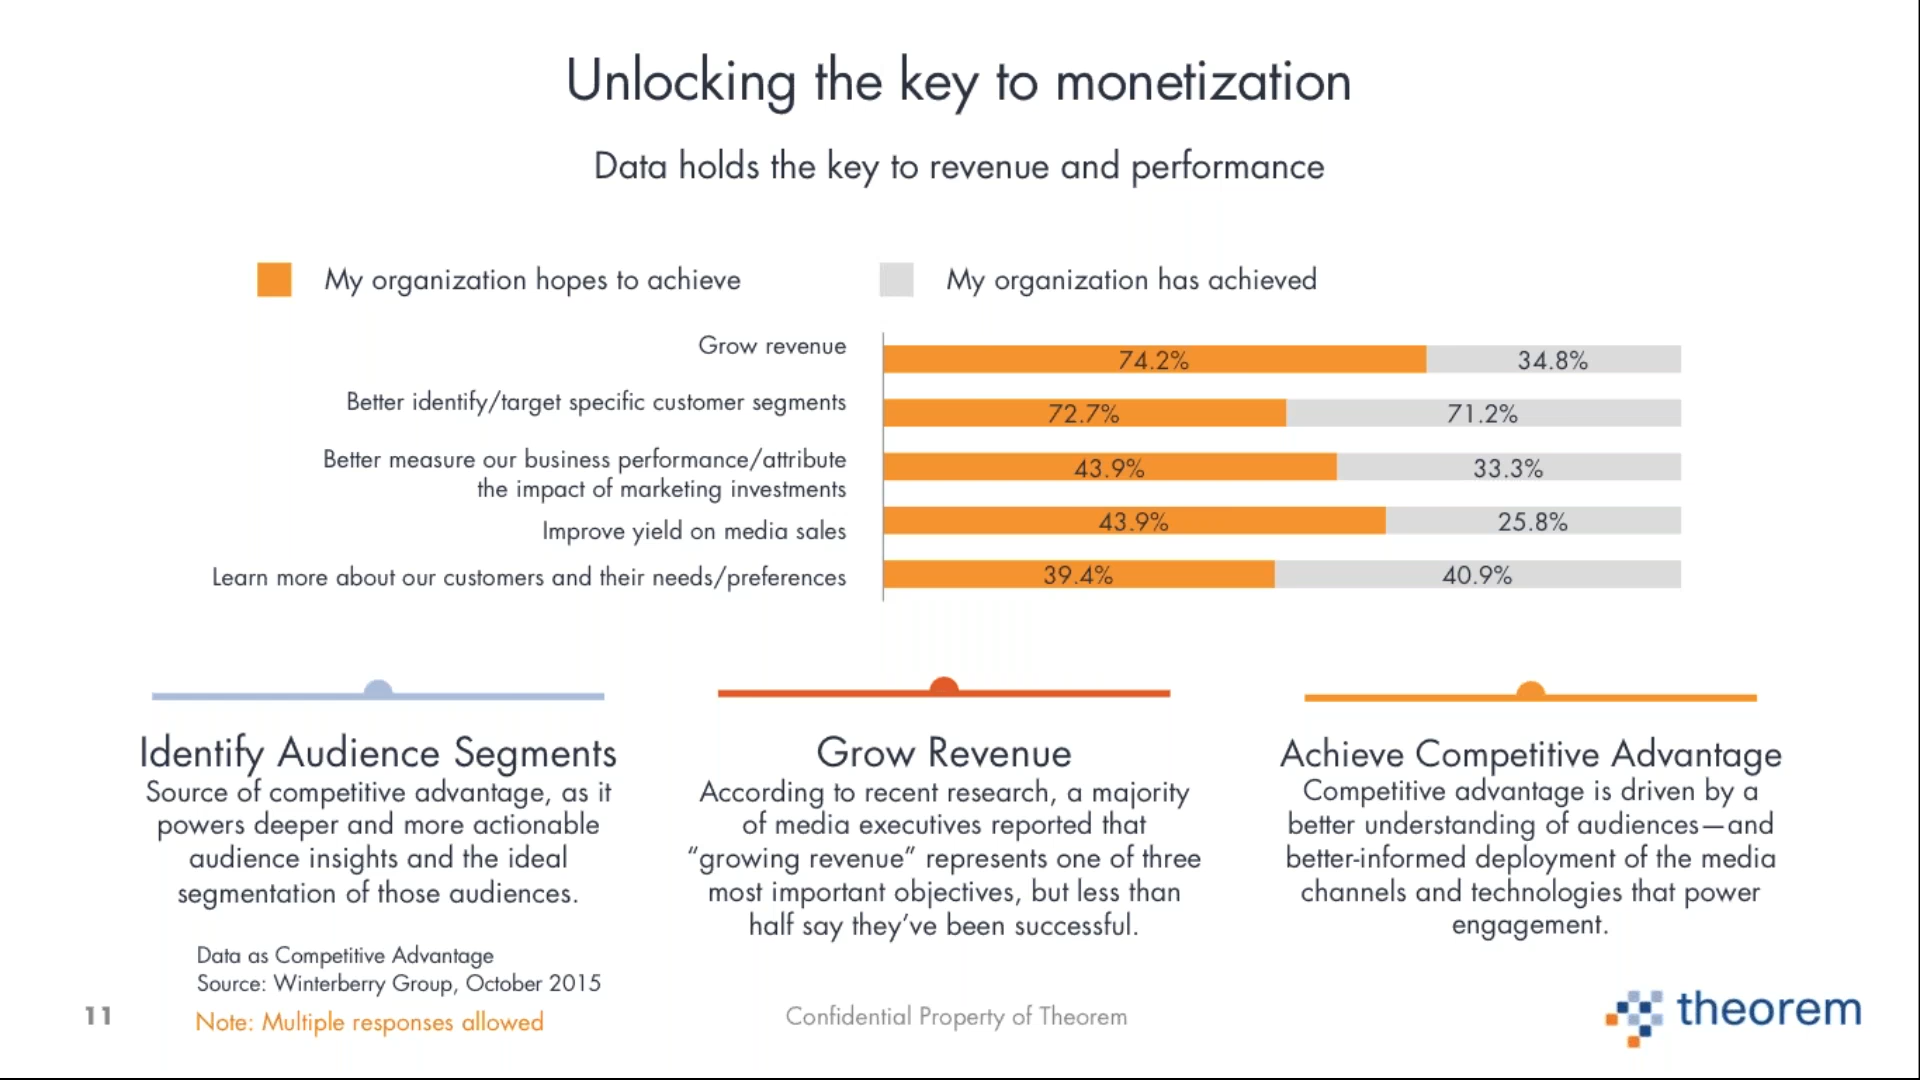 Unlocking the key to monetization
Data holds the key to revenue and performance
My organization hopes to achieve
My organization has achieved
Grow revenue
74.2%
34.8%
Better identify/target specific customer segments
72.7%
71.2%
Better measure our business performance/attribute
the impact of marketing investments
43.9%
33.3%
Improve yield on media sales
43.9%
25.8%
Learn more about our customers and their needs/preferences
39.4%
40.9%
Identify Audience Segments
Source of competitive advantage, as it
powers deeper and more actionable
audience insights and the ideal
segmentation of those audiences.
Grow Revenue
According to recent research, a majority
of media executives reported that
“growing revenue” represents one of three
most important objectives, but less than
half say they’ve been successful.
Achieve Competitive Advantage
Competitive advantage is driven by a
better understanding of audiences—and
better-informed deployment of the media
channels and technologies that power
engagement.
Data as Competitive Advantage
Source: Winterberry Group, October 2015
Note: Multiple responses allowed
11
Confidential Property of Theorem
theorem